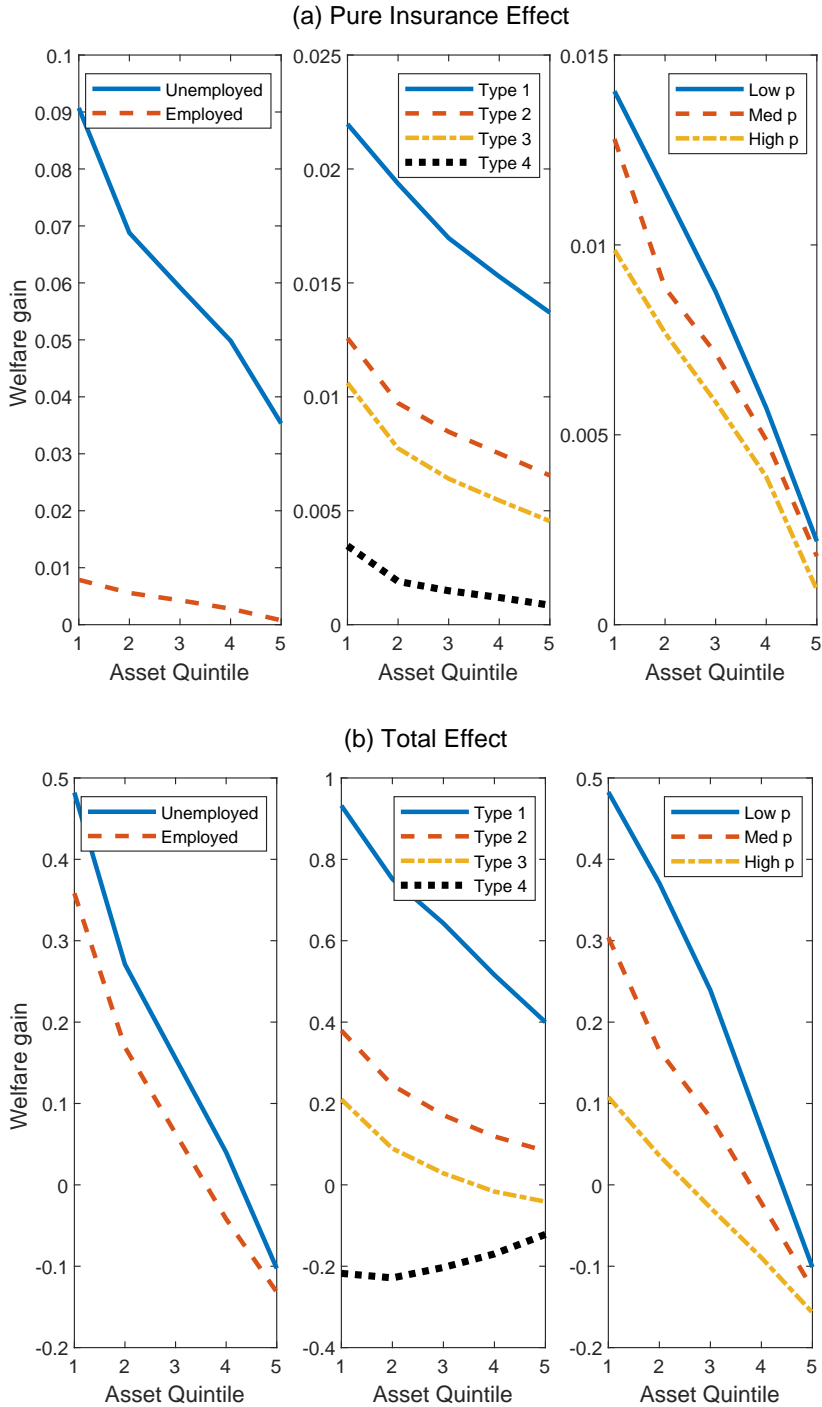 (a) Pure Insurance Effect
Welfare gain
0.1
0.09
0.08
0.07
0.06
0.05
0.04
0.03
0.02
0.01
0
Unemployed
Employed
1 2 3 4 5
Asset Quintile
0.025
0.02
0.015
0.01
0.005
0
Type 1
Type 2
Type 3
Type 4
1 2 3 4 5
Asset Quintile
0.015
0.01
0.005
0
Low p
Med p
High p
1 2 3 4 5
Asset Quintile
(b) Total Effect
Welfare gain
0.5
0.4
0.3
0.2
0.1
0
-0.1
-0.2
Unemployed
Employed
1 2 3 4 5
Asset Quintile
1
0.8
0.6
0.4
0.2
0
-0.2
-0.4
Type 1
Type 2
Type 3
Type 4
1 2 3 4 5
Asset Quintile
0.5
0.4
0.3
0.2
0.1
0
-0.1
-0.2
Low p
Med p
High p
1 2 3 4 5
Asset Quintile